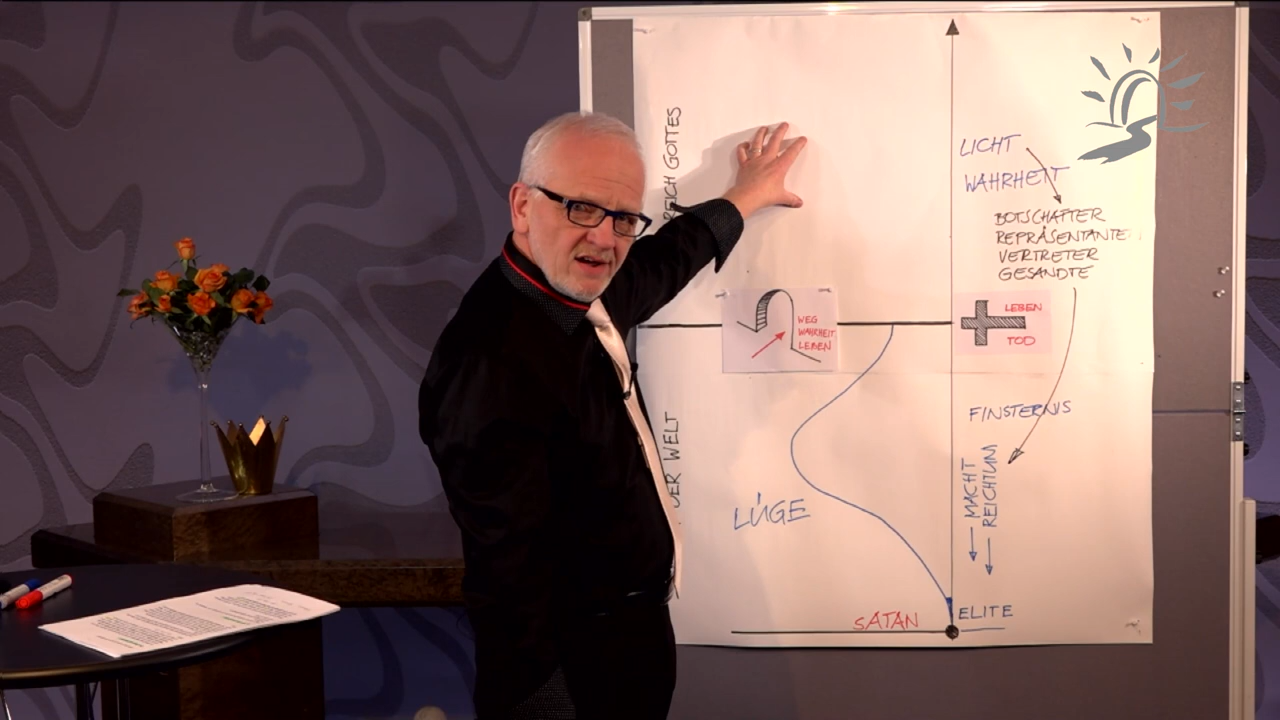 REICH GOTTES
LICHT
WAHRHEIT
BOTSCHAFTER
REPRÄSENTANTEN
VERTRETER
GESANDTE
WEG
WAHRHEIT
LEBEN
LEBEN
TOD
DER WELT
FINSTERNIS
MACHT
REICHTUM
LÜGE
SATAN
ELITE